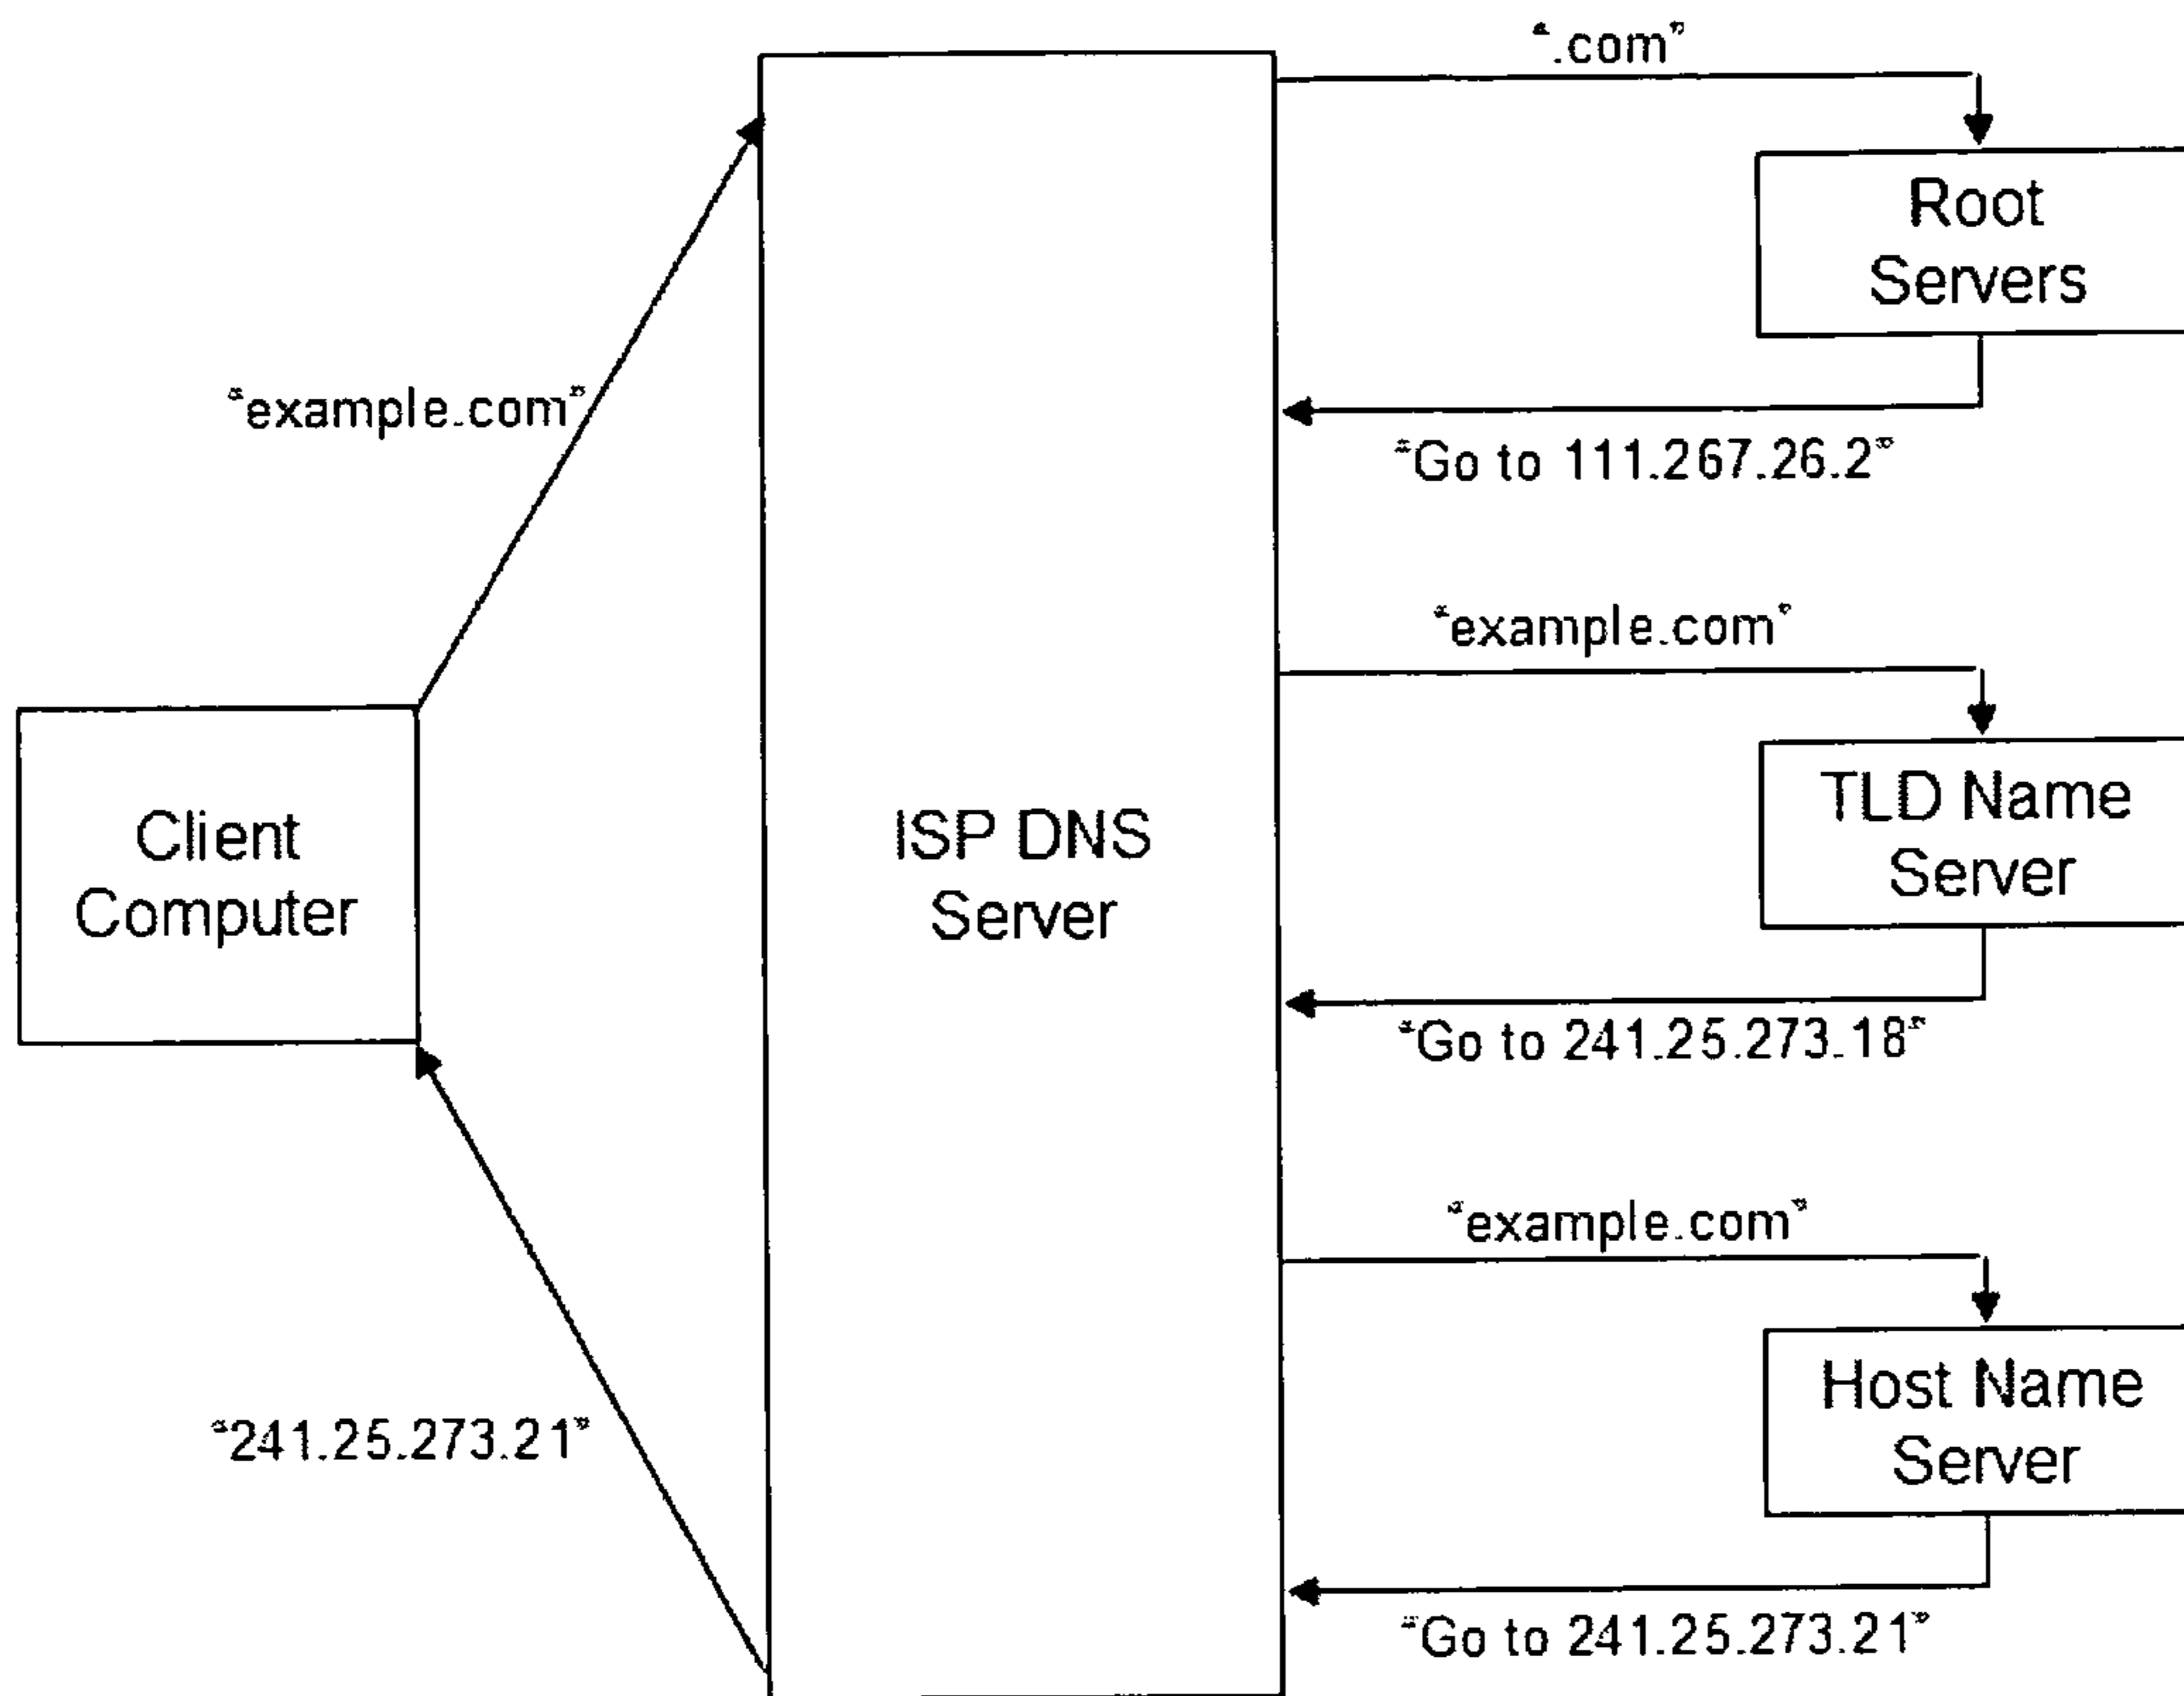 “.com”
Root
Servers
“example.com”
“Go to 111.267.26.2”
“example.com”
Client
Computer
ISP DNS
Server
TLD Name
Server
“Go to 241.25.273.18”
“example.com”
“241.25.273.21”
Host Name
Server
“Go to 241.25.273.21”